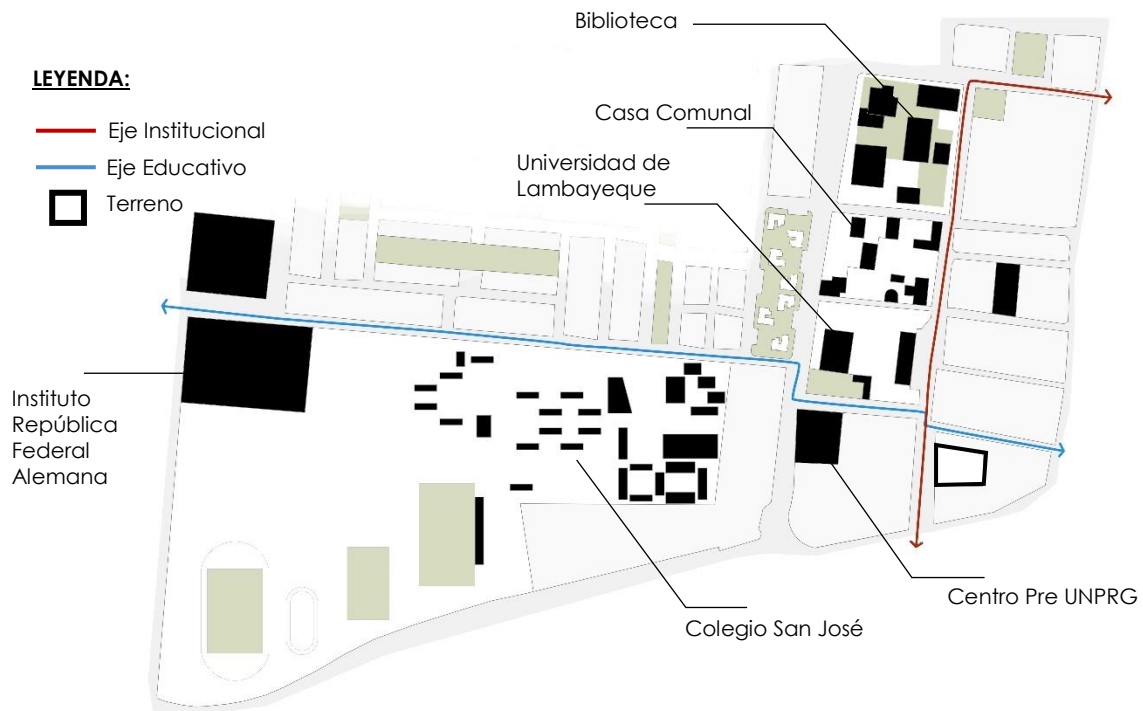 Biblioteca
LEYENDA:
Eje Institucional
Eje Educativo
Terreno
Casa Comunal
Universidad de
Lambayeque
Instituto
República
Federal
Alemana
Centro Pre UNPRG
Colegio San José